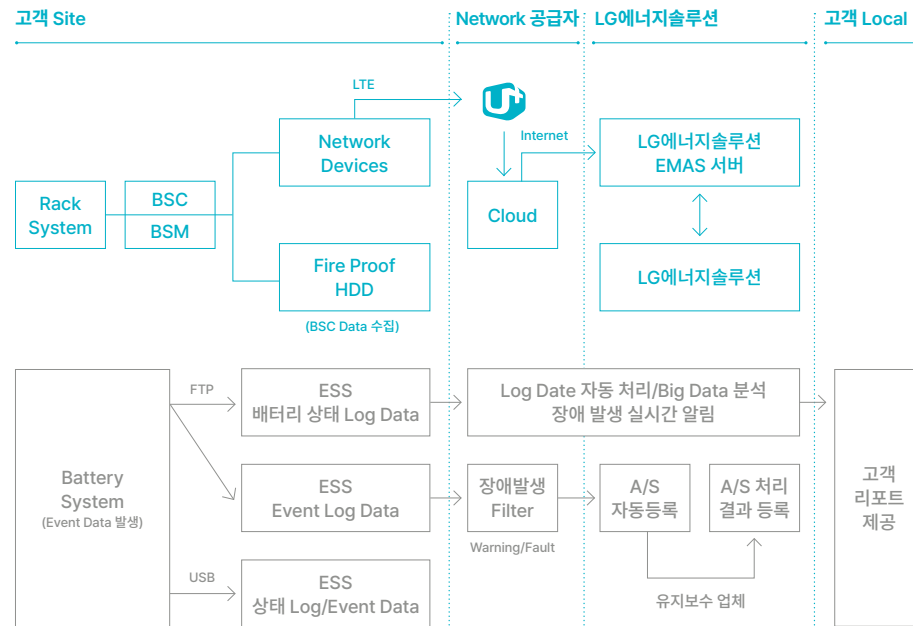 고객 Site
Network 공급자
LG에너지솔루션
고객 Local
LTE
U+
Internet
Network
Devices
LG에너지솔루션
EMAS 서버
Rack
System
BSC
BSM
Cloud
Fire Proof
HDD
(BSC Data 수집)
LG에너지솔루션
FTP
ESS
배터리 상태 Log Data
Log Date 자동 처리/Big Data 분석
장애 발생 실시간 알림
Battery
System
(Event Data 발생)
ESS
Event Log Data
장애발생
Filter
Warning/Fault
A/S
자동등록
A/S 처리
결과 등록
유지보수 업체
고객
리포트
제공
USB
ESS
상태 Log/Event Data